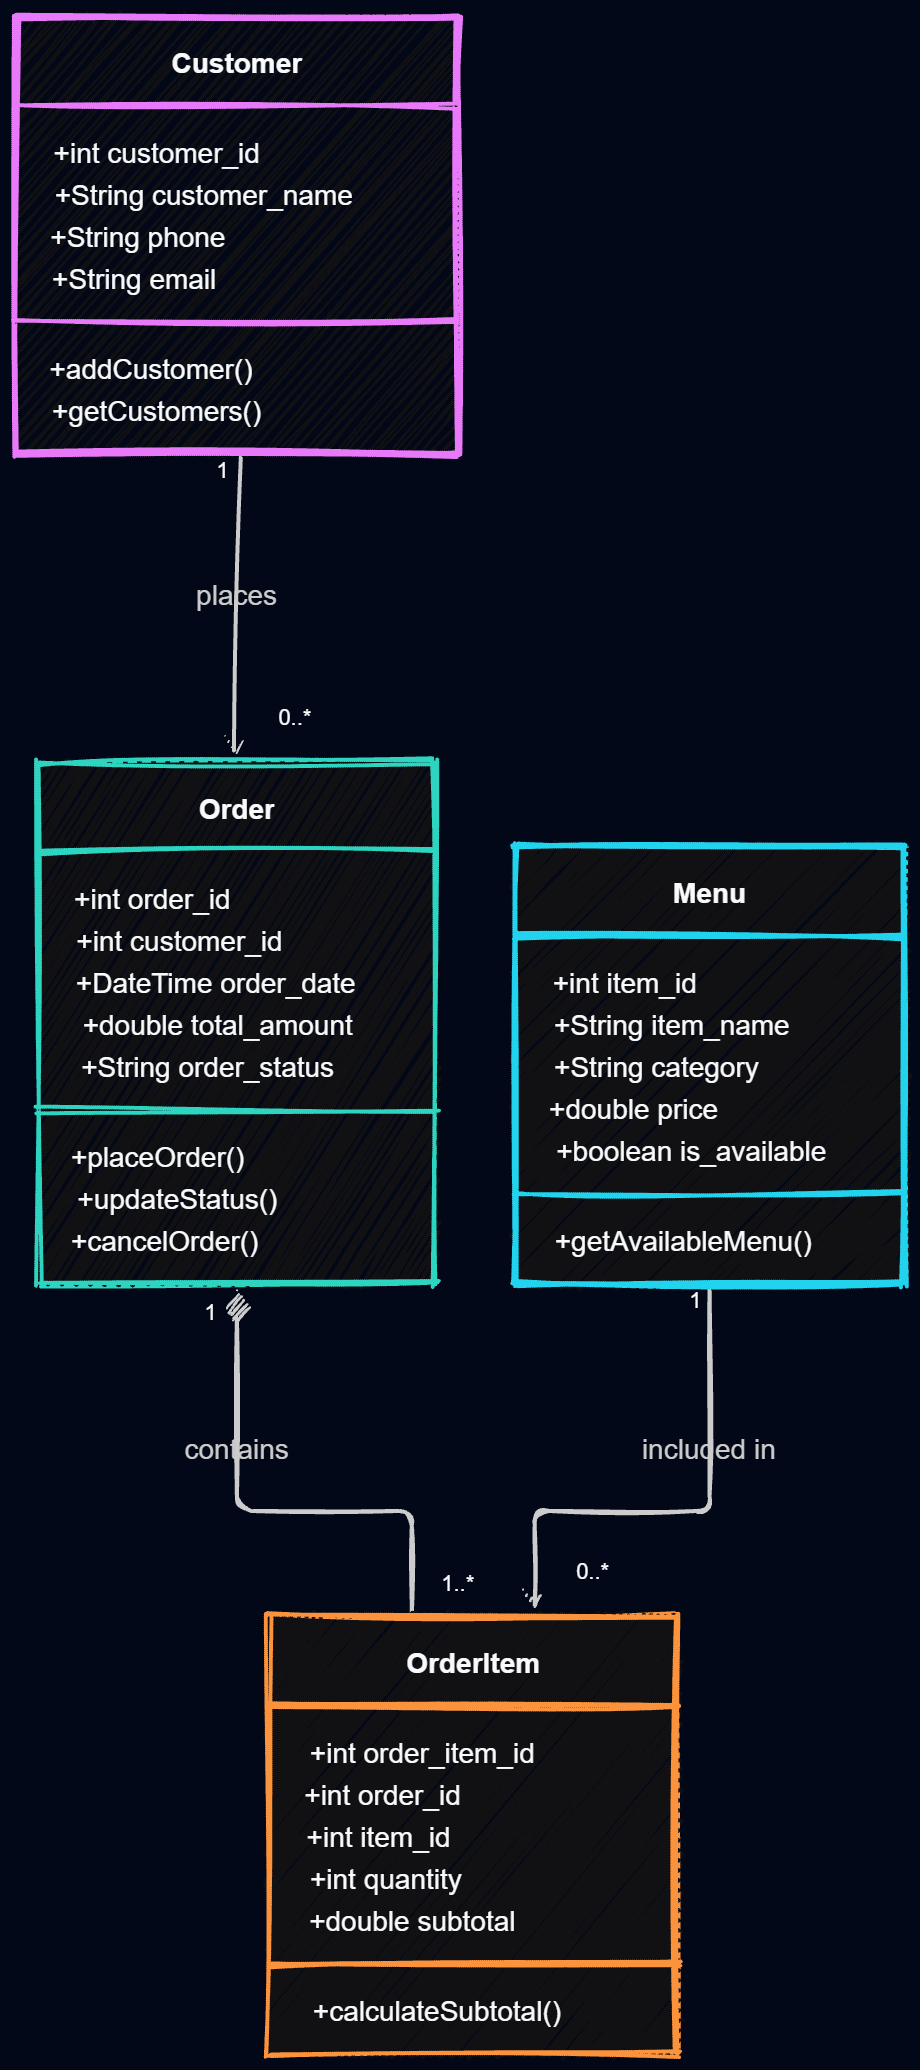 Customer
+int customer_id
+String customer_name
+String phone
+String email
+addCustomer()
+getCustomers()
1
places
0..*
Order
+int order_id
+int customer_id
+DateTime order_date
+double total_amount
+String order_status
+placeOrder()
+updateStatus()
+cancelOrder()
Menu
+int item_id
+String item_name
+String category
+double price
+boolean is_available
+getAvailableMenu()
1
1
contains
included in
1..*
0..*
OrderItem
+int order_item_id
+int order_id
+int item_id
+int quantity
+double subtotal
+calculateSubtotal()